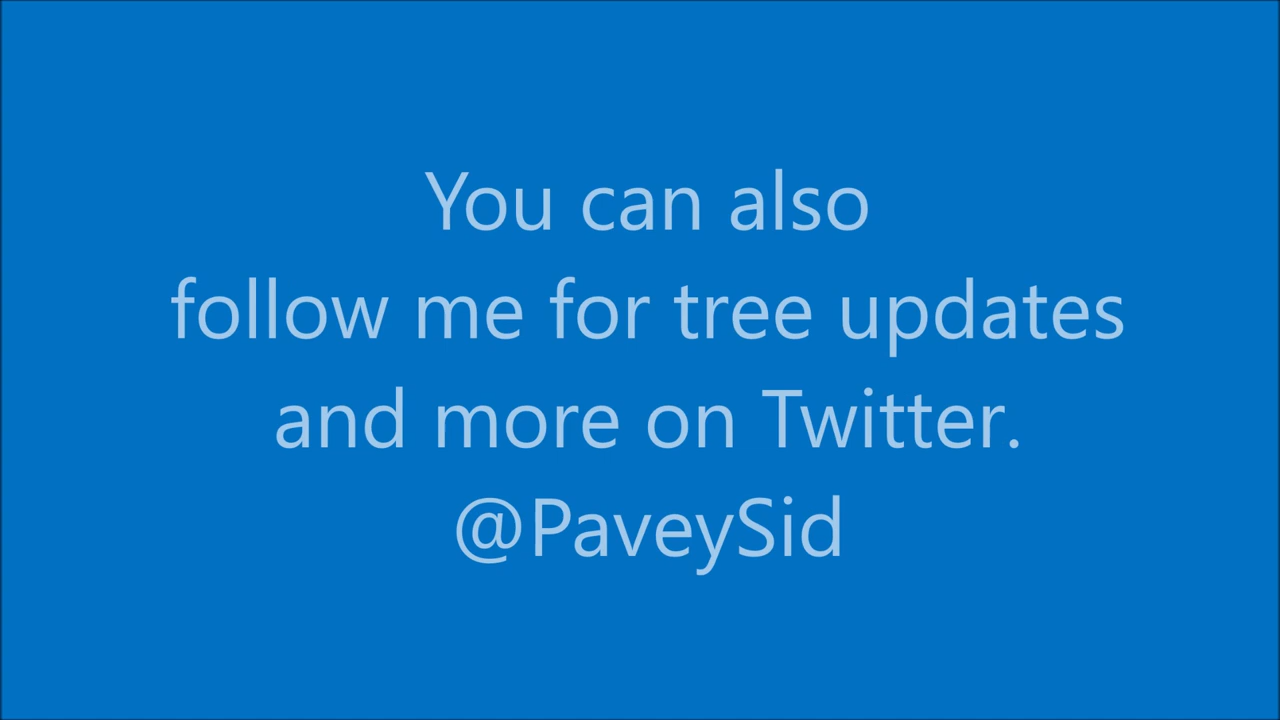 You can also
follow me for tree updates
and more on Twitter.
@PaveySid